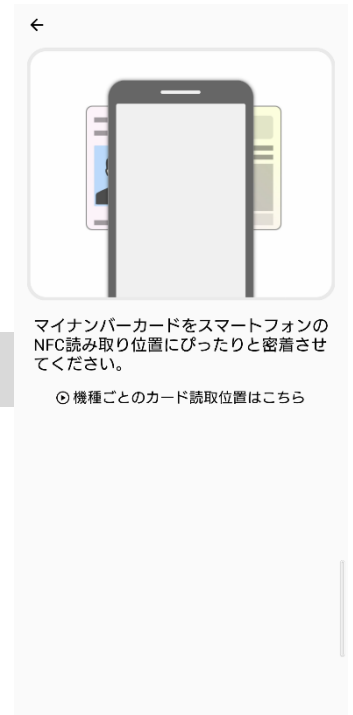 マイナンバーカードをスマートフォンの
NFC読み取り位置にぴったりと密着させ
てください。
機種ごとのカード読取位置はこちら